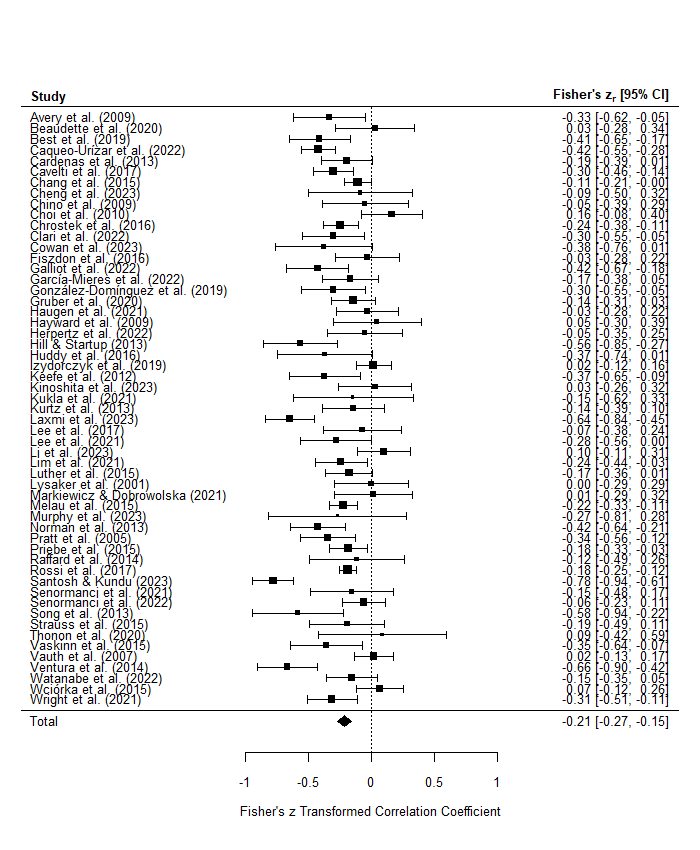 Study Fisher's zr [95% CI]
Avery et al. (2009) -0.33 [-0.62, -0.05]
Beaudette et al. (2020) 0.03 [-0.28, 0.34]
Best et al. (2019) -0.41 [-0.65, -0.17]
Caqueo-Urízar et al. (2022) -0.42 [-0.55, -0.28]
Cardenas et al. (2013) -0.19 [-0.39, 0.01]
Cavelti et al. (2017) -0.30 [-0.46, -0.14]
Chang et al. (2015) -0.11 [-0.21, -0.00]
Cheng et al. (2023) -0.09 [-0.50, 0.32]
Chino et al. (2009) -0.05 [-0.39, 0.29]
Choi et al. (2010) 0.16 [-0.08, 0.40]
Chrostek et al. (2016) -0.24 [-0.38, -0.11]
Clari et al. (2022) -0.30 [-0.55, -0.05]
Cowan et al. (2023) -0.38 [-0.76, 0.01]
Fiszdon et al. (2016) -0.03 [-0.28, 0.22]
Galliot et al. (2022) -0.42 [-0.67, -0.18]
García-Mieres et al. (2022) -0.17 [-0.38, 0.05]
González-Domínguez et al. (2019) -0.30 [-0.55, -0.05]
Gruber et al. (2020) -0.14 [-0.31, 0.03]
Haugen et al. (2021) -0.03 [-0.28, 0.22]
Hayward et al. (2009) 0.05 [-0.30, 0.39]
Herpertz et al. (2022) -0.05 [-0.35, 0.25]
Hill & Startup (2013) -0.56 [-0.85, -0.27]
Huddy et al. (2016) -0.37 [-0.74, 0.01]
Izydorczyk et al. (2019) 0.02 [-0.12, 0.16]
Keefe et al. (2012) -0.37 [-0.65, -0.09]
Kinoshita et al. (2023) 0.03 [-0.26, 0.32]
Kukla et al. (2021) -0.15 [-0.62, 0.33]
Kurtz et al. (2013) -0.14 [-0.39, 0.10]
Laxmi et al. (2023) -0.64 [-0.84, -0.45]
Lee et al. (2017) -0.07 [-0.38, 0.24]
Lee et al. (2021) -0.28 [-0.56, 0.00]
Li et al. (2023) 0.10 [-0.11, 0.31]
Lim et al. (2021) -0.24 [-0.44, -0.03]
Luther et al. (2015) -0.17 [-0.36, 0.01]
Lysaker et al. (2001) 0.00 [-0.29, 0.29]
Markiewicz & Dobrowolska (2021) 0.01 [-0.29, 0.32]
Melau et al. (2015) -0.22 [-0.33, -0.11]
Murphy et al. (2023) -0.27 [-0.81, 0.28]
Norman et al. (2013) -0.42 [-0.64, -0.21]
Pratt et al. (2005) -0.34 [-0.56, -0.12]
Priebe et al. (2015) -0.18 [-0.33, -0.03]
Raffard et al. (2014) -0.12 [-0.49, 0.26]
Rossi et al. (2017) -0.18 [-0.25, -0.12]
Santosh & Kundu (2023) -0.78 [-0.94, -0.61]
Senormanci et al. (2021) -0.15 [-0.48, 0.17]
Senormanci et al. (2022) -0.06 [-0.23, 0.11]
Song et al. (2013) -0.58 [-0.94, -0.22]
Strauss et al. (2015) -0.19 [-0.49, 0.11]
Thonon et al. (2020) 0.09 [-0.42, 0.59]
Vaskinn et al. (2015) -0.35 [-0.64, -0.07]
Vauth et al. (2007) 0.02 [-0.13, 0.17]
Ventura et al. (2014) -0.66 [-0.90, -0.42]
Watanabe et al. (2022) -0.15 [-0.35, 0.05]
Wciórka et al. (2015) 0.07 [-0.12, 0.26]
Wright et al. (2021) -0.31 [-0.51, -0.11]
Total -0.21 [-0.27, -0.15]
-1 -0.5 0 0.5 1
Fisher's z Transformed Correlation Coefficient